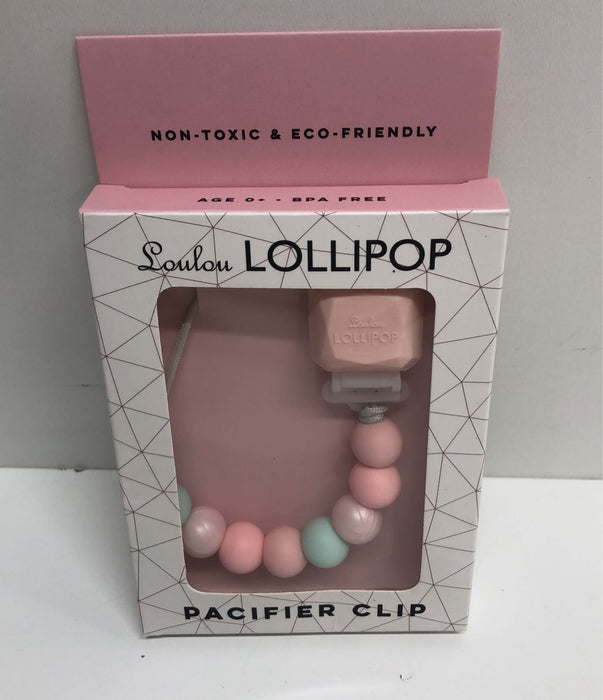 NON-TOXIC & ECO-FRIENDLY
AGE 0+ - BPA FREE
Loulou LOLLIPOP
Loulou
LOLLIPOP
PACIFIER CLIP